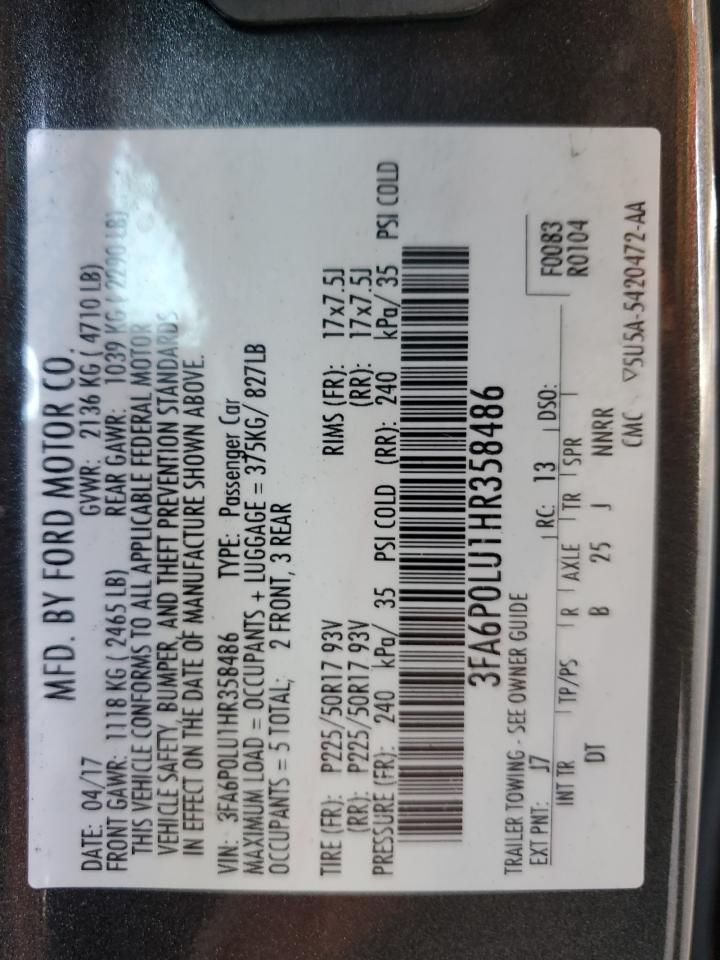 MFD. BY FORD MOTOR CO.
DATE: 04/17 GVWR: 2136 KG ( 4710 LB)
FRONT GAWR: 1118 KG ( 2465 LB) REAR GAWR: 1039 KG ( 2290 LB)
THIS VEHICLE CONFORMS TO ALL APPLICABLE FEDERAL MOTOR
VEHICLE SAFETY, BUMPER, AND THEFT PREVENTION STANDARDS
IN EFFECT ON THE DATE OF MANUFACTURE SHOWN ABOVE.
VIN: 3FA6P0LU1HR358486 TYPE: Passenger Car
MAXIMUM LOAD = OCCUPANTS + LUGGAGE = 375KG/ 827LB
OCCUPANTS = 5 TOTAL; 2 FRONT, 3 REAR
TIRE (FR): P225/50R17 93V RIMS (FR): 17x7.5J
(RR): P225/50R17 93V (RR): 17x7.5J
PRESSURE (FR): 240 kPa/ 35 PSI COLD (RR): 240 kPa/ 35 PSI COLD
3FA6P0LU1HR358486
TRAILER TOWING - SEE OWNER GUIDE
F0083
R0104
EXT PNT: J7 RC: 13 DSO:
INT TR TP/PS R AXLE TR SPR
DT B 25 J NNRR
CMC ▽5U5A-5420472-AA